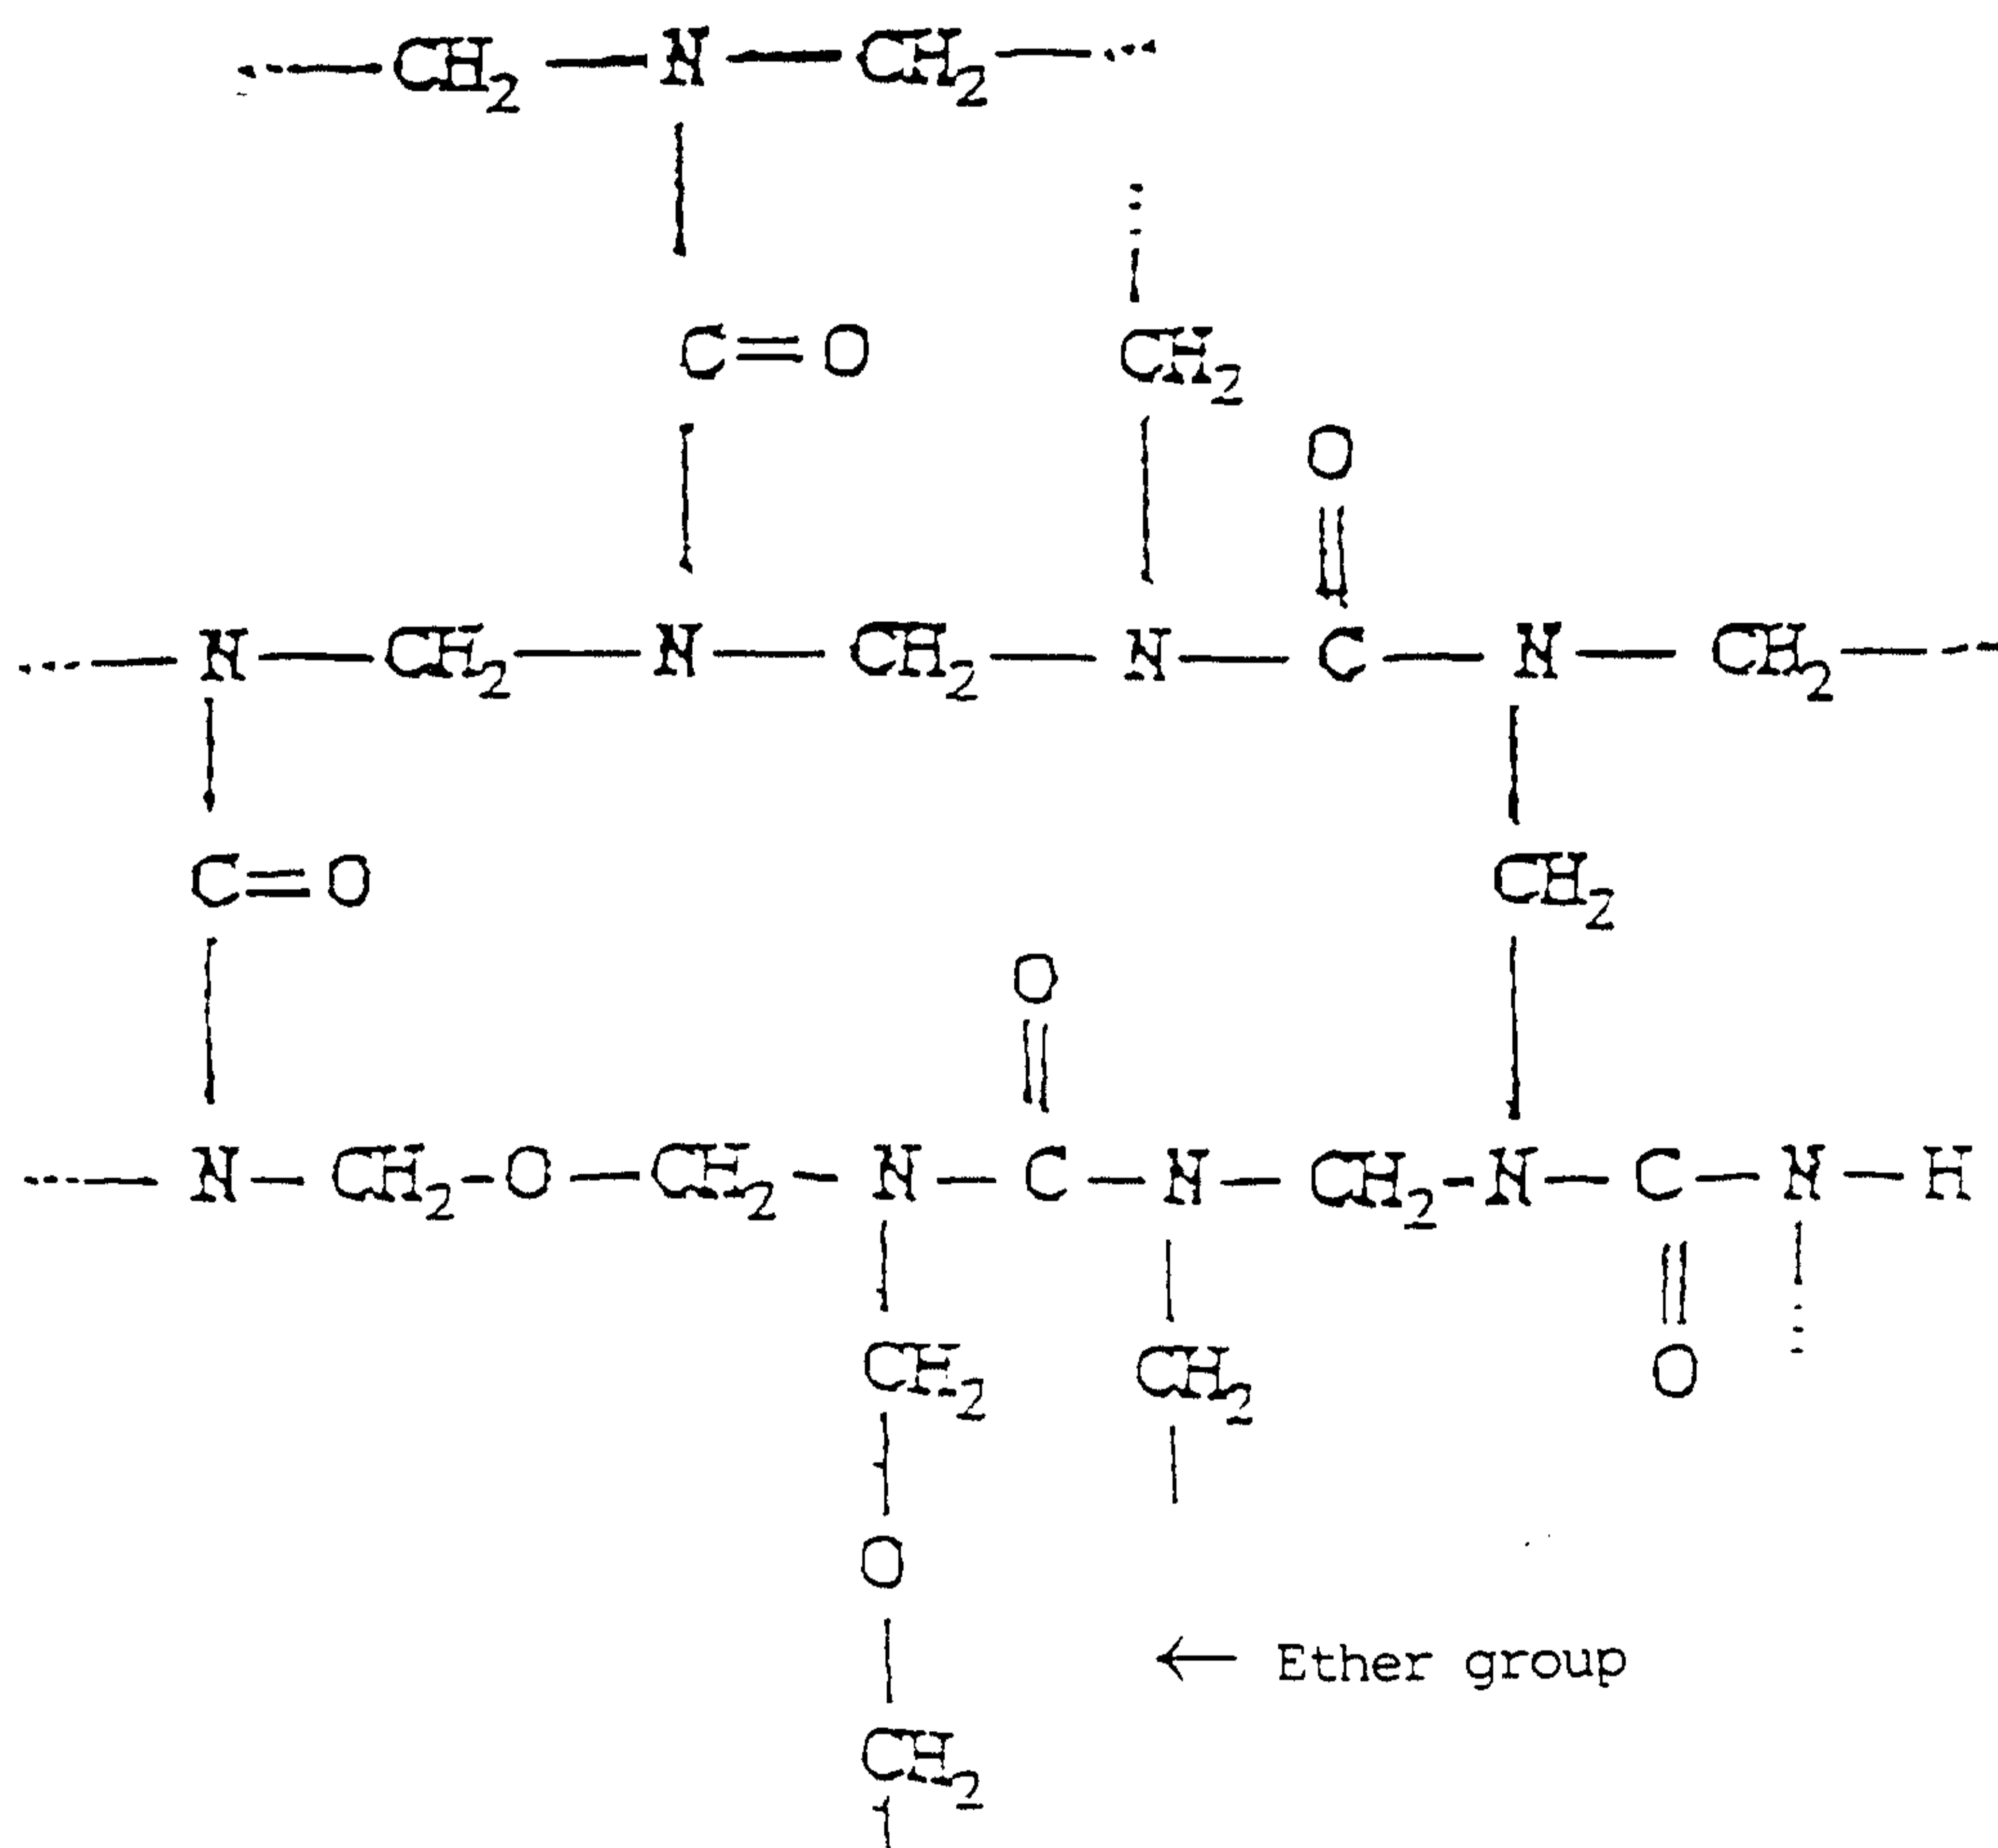 CH2 — N — CH2
C=O CH2
O
N — CH2 — N — CH2 — N — C — N — CH2
C=O CH2
O
N — CH2 - O — CH2 — N — C — N — CH2 - N — C — N — H
CH2 CH2 O
O
← Ether group
CH2